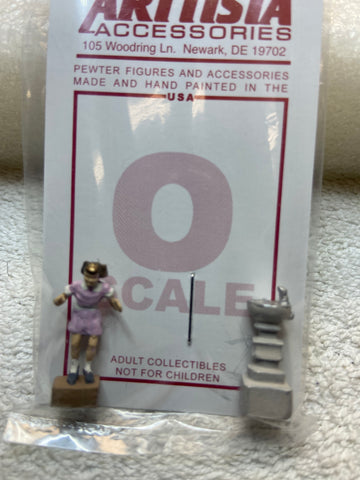 ARTTISTA
ACCESSORIES
105 Woodring Ln. Newark, DE 19702
PEWTER FIGURES AND ACCESSORIES
MADE AND HAND PAINTED IN THE
USA
O
SCALE
ADULT COLLECTIBLES
NOT FOR CHILDREN